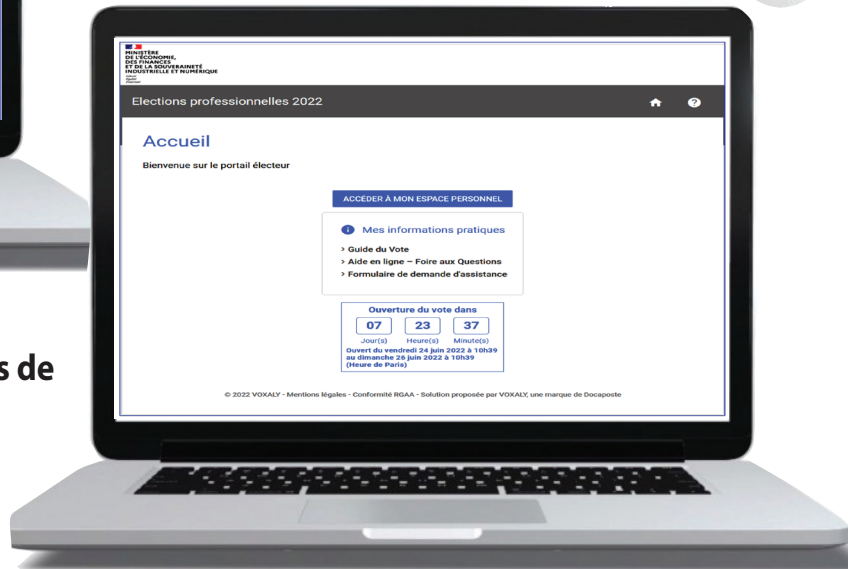 MINISTÈRE
DE L'ÉCONOMIE,
DES FINANCES
ET DE LA SOUVERAINETÉ
INDUSTRIELLE ET NUMÉRIQUE
Elections professionnelles 2022
Accueil
Bienvenue sur le portail électeur
ACCÉDER À MON ESPACE PERSONNEL
Mes informations pratiques
> Guide du Vote
> Aide en ligne – Foire aux Questions
> Formulaire de demande d'assistance
Ouverture du vote dans
07 23 37
Jour(s) Heure(s) Minute(s)
Ouvert du vendredi 24 juin 2022 à 10h39
au dimanche 26 juin 2022 à 10h39
(Heure de Paris)
s de
© 2022 VOXALY - Mentions légales - Conformité RGAA - Solution proposée par VOXALY, une marque de Docaposte